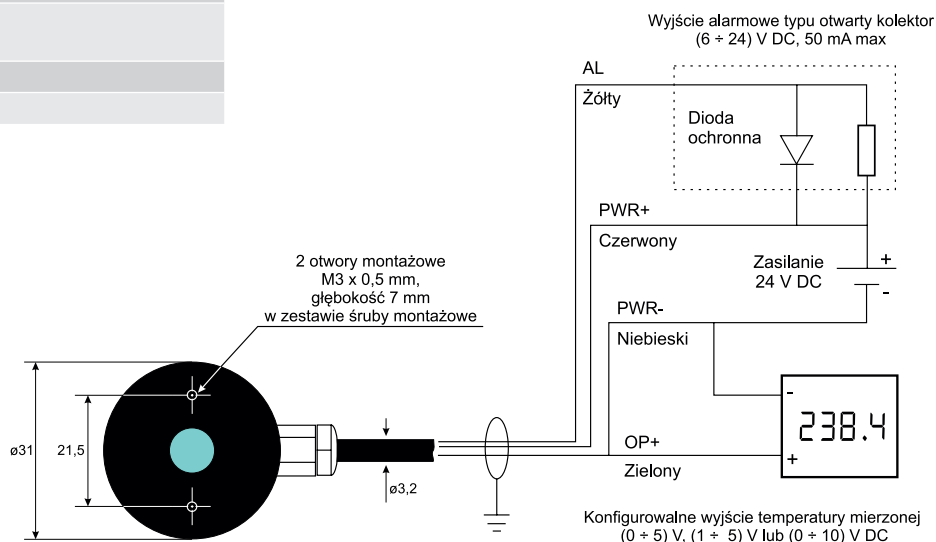 Wyjście alarmowe typu otwarty kolektor
(6 ÷ 24) V DC, 50 mA max
AL
Żółty
Dioda
ochronna
PWR+
Czerwony
2 otwory montażowe
M3 x 0,5 mm,
głębokość 7 mm
w zestawie śruby montażowe
Zasilanie
24 V DC
+
-
PWR-
Niebieski
-
238.4
+
OP+
Zielony
ø31
21,5
ø3,2
Konfigurowalne wyjście temperatury mierzonej
(0 ÷ 5) V, (1 ÷ 5) V lub (0 ÷ 10) V DC